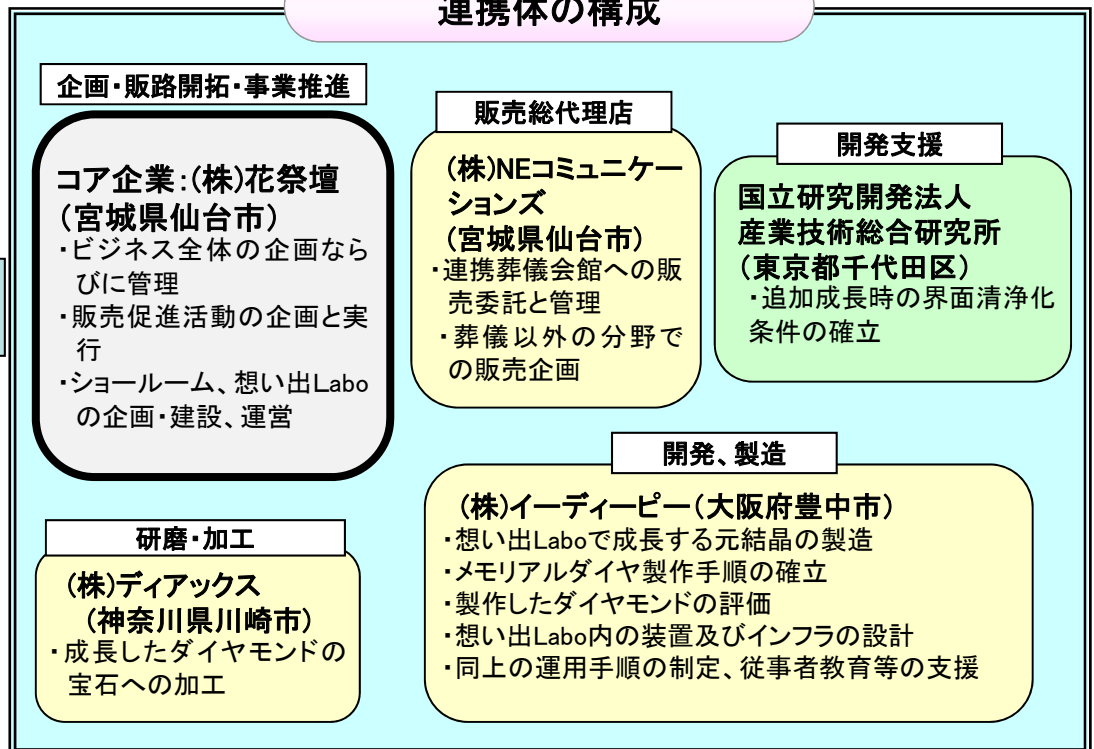 連携体の構成
企画・販路開拓・事業推進
コア企業：(株)花祭壇
（宮城県仙台市）
・ビジネス全体の企画なら
びに管理
・販売促進活動の企画と実
行
・ショールーム、想い出Labo
の企画・建設、運営
販売総代理店
(株)NEコミュニケー
ションズ
（宮城県仙台市）
・連携葬儀会館への販
売委託と管理
・葬儀以外の分野で
の販売企画
開発支援
国立研究開発法人
産業技術総合研究所
（東京都千代田区）
・追加成長時の界面清浄化
条件の確立
研磨・加工
(株)ディアックス
（神奈川県川崎市）
・成長したダイヤモンドの
宝石への加工
開発、製造
(株)イーディーピー（大阪府豊中市）
・想い出Laboで成長する元結晶の製造
・メモリアルダイヤ製作手順の確立
・製作したダイヤモンドの評価
・想い出Labo内の装置及びインフラの設計
・同上の運用手順の制定、従事者教育等の支援